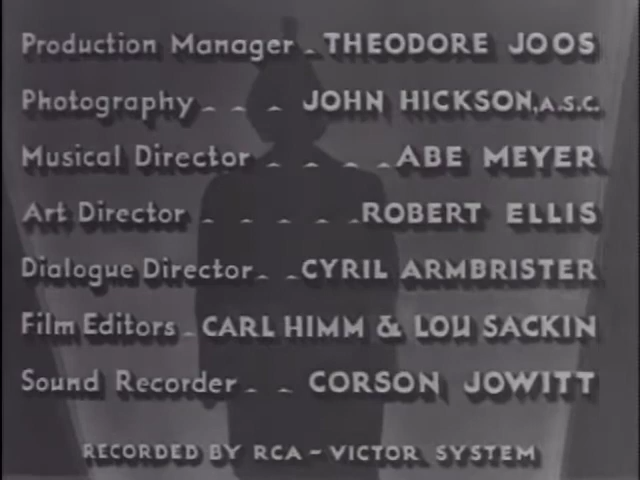 Production Manager - THEODORE JOOS
Photography - - - JOHN HICKSON, A.S.C.
Musical Director - - - - ABE MEYER
Art Director - - - - - ROBERT ELLIS
Dialogue Director - - CYRIL ARMBRISTER
Film Editors - CARL HIMM & LOU SACKIN
Sound Recorder - - CORSON JOWITT
RECORDED BY RCA - VICTOR SYSTEM